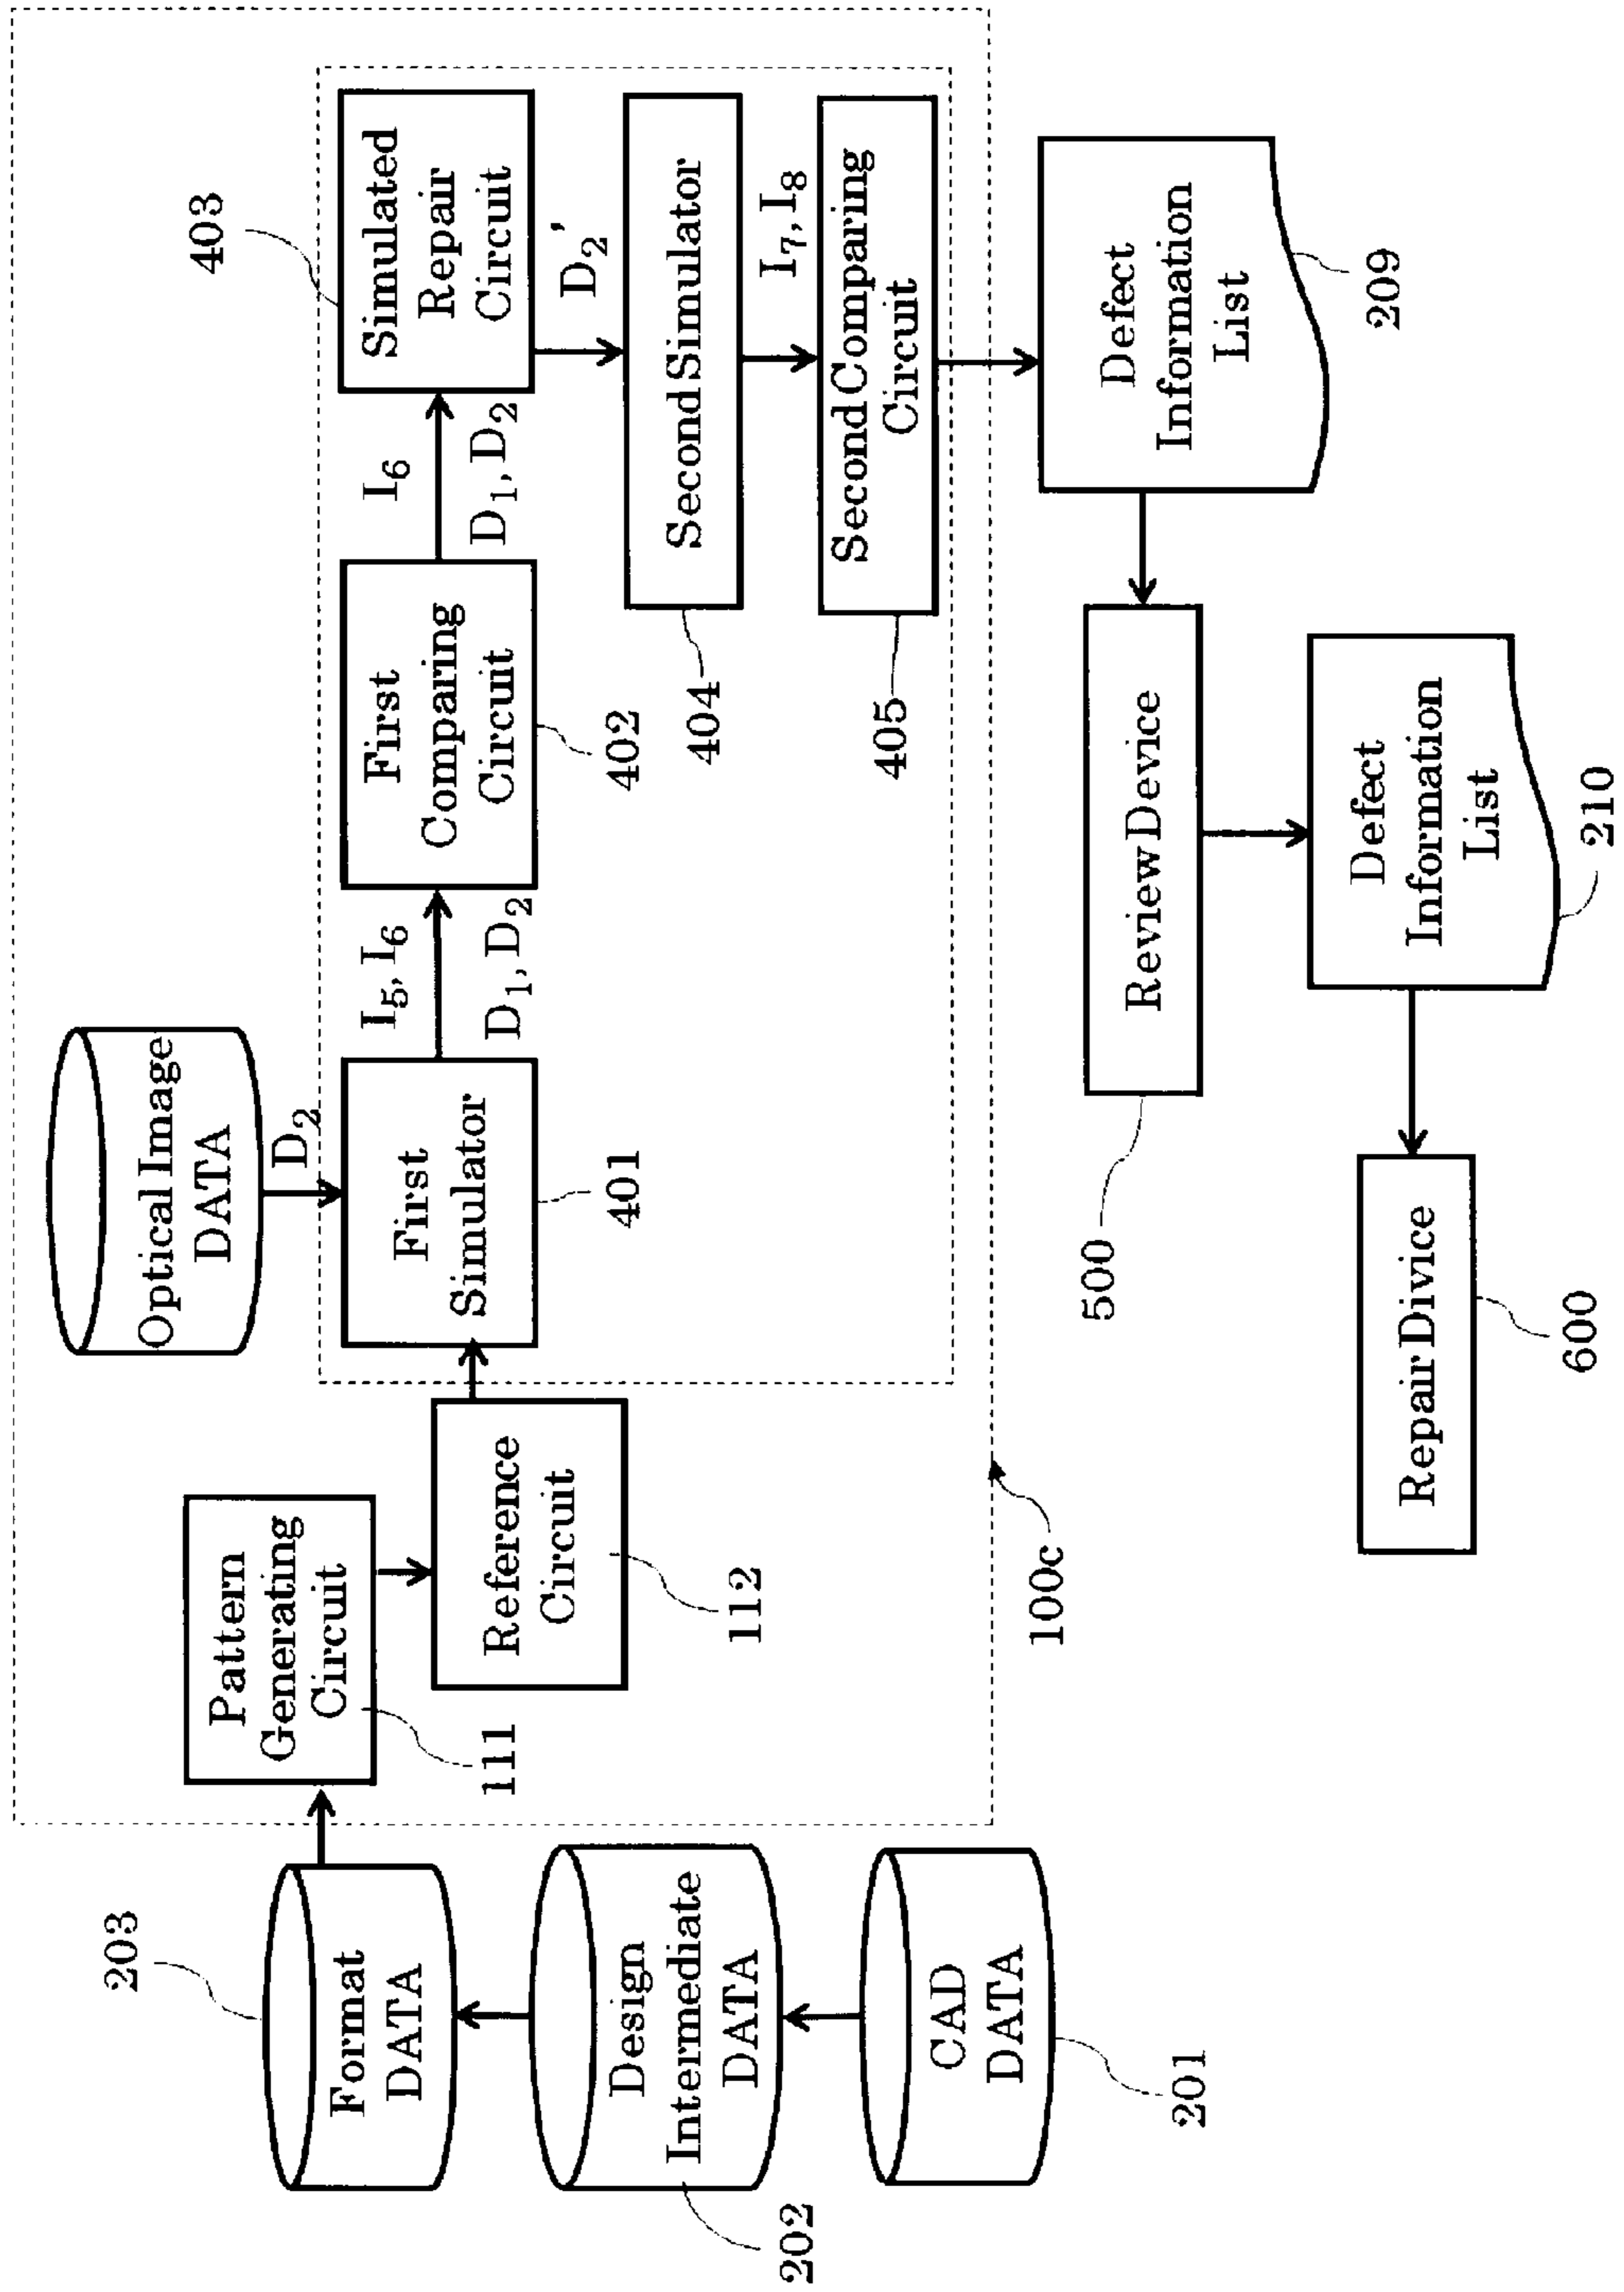 203
Format
DATA
Design
Intermediate
DATA
202
CAD
DATA
201
Pattern
Generating
Circuit
111
Reference
Circuit
112
100c
Optical Image
DATA
D2
First
Simulator
401
I5, I6
D1, D2
First
Comparing
Circuit
402
I6
D1, D2
403
Simulated
Repair
Circuit
D2'
Second Simulator
404
I7, I8
Second Comparing
Circuit
405
Defect
Information
List
209
Review Device
500
Defect
Information
List
210
Repair Divice
600